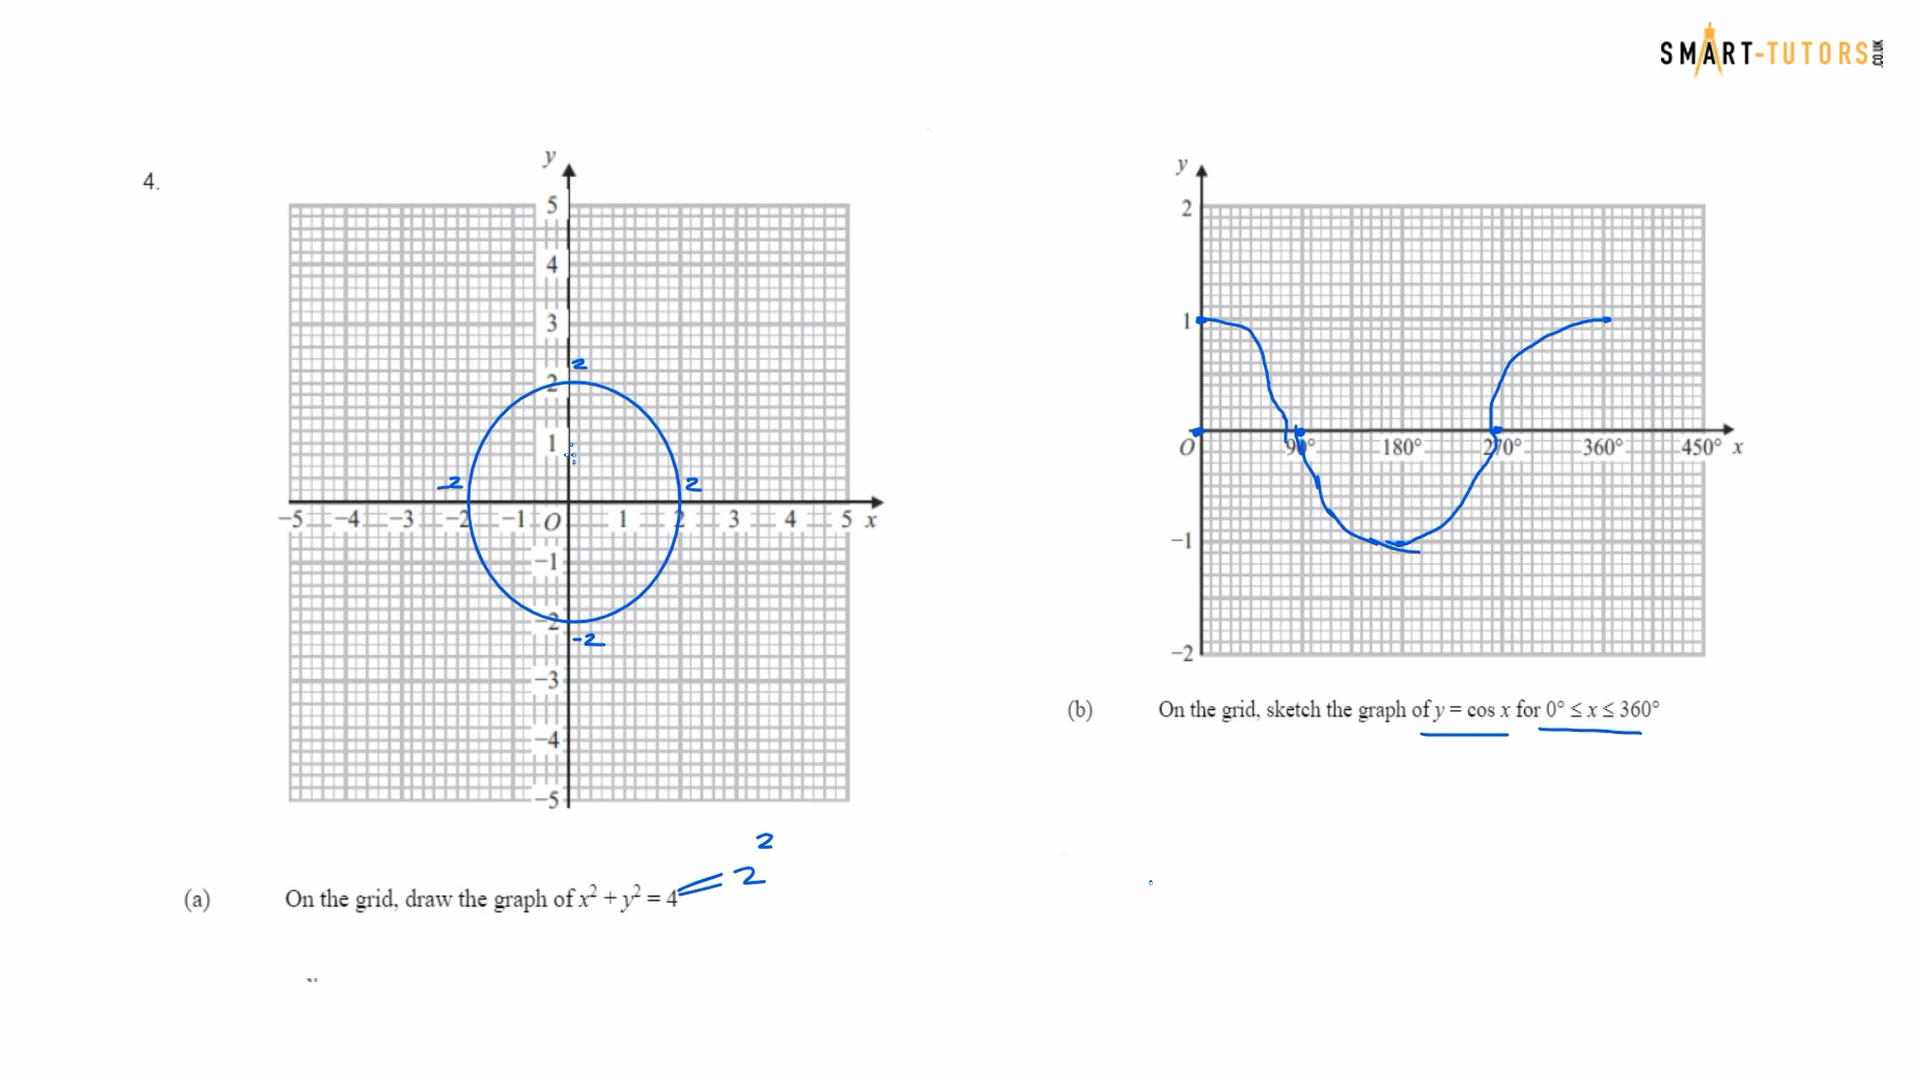 SMART-TUTORS.CO.UK
4.
y
5
4
3
2
2
1
-2
2
−5 −4 −3 −2 −1 O 1 2 3 4 5 x
−1
−2
-2
−3
−4
−5
(a) On the grid, draw the graph of x² + y² = 4 = 2²
y
2
1
O 90° 180° 270° 360° 450° x
−1
−2
(b) On the grid, sketch the graph of y = cos x for 0° ≤ x ≤ 360°